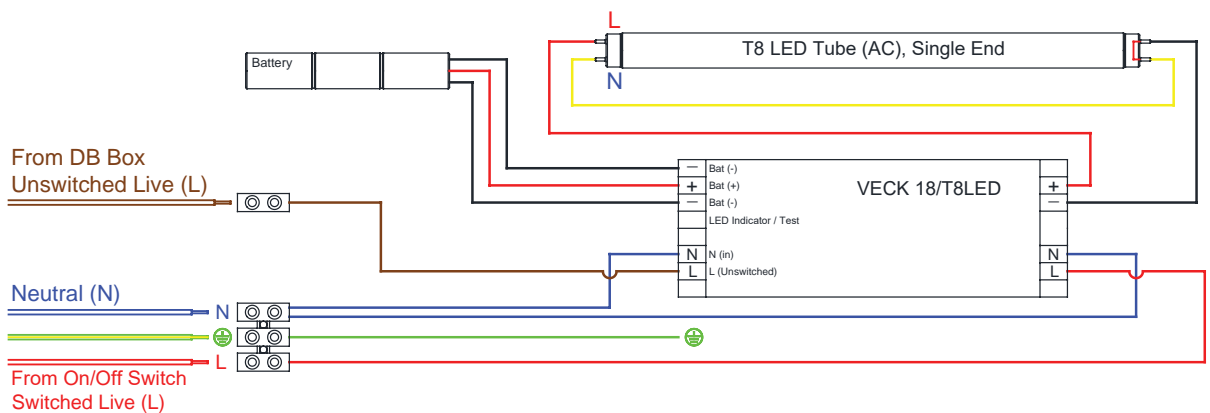 L
T8 LED Tube (AC), Single End
N
Battery
From DB Box
Unswitched Live (L)
Bat (-)
+ Bat (+)
Bat (-)
LED Indicator / Test
N N (in)
L L (Unswitched)
VECK 18/T8LED
+
−
N
L
Neutral (N)
N
L
From On/Off Switch
Switched Live (L)